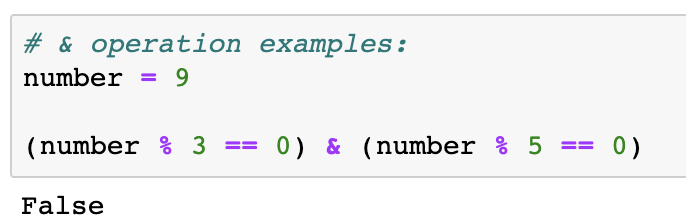 # & operation examples:
number = 9
(number % 3 == 0) & (number % 5 == 0)
False